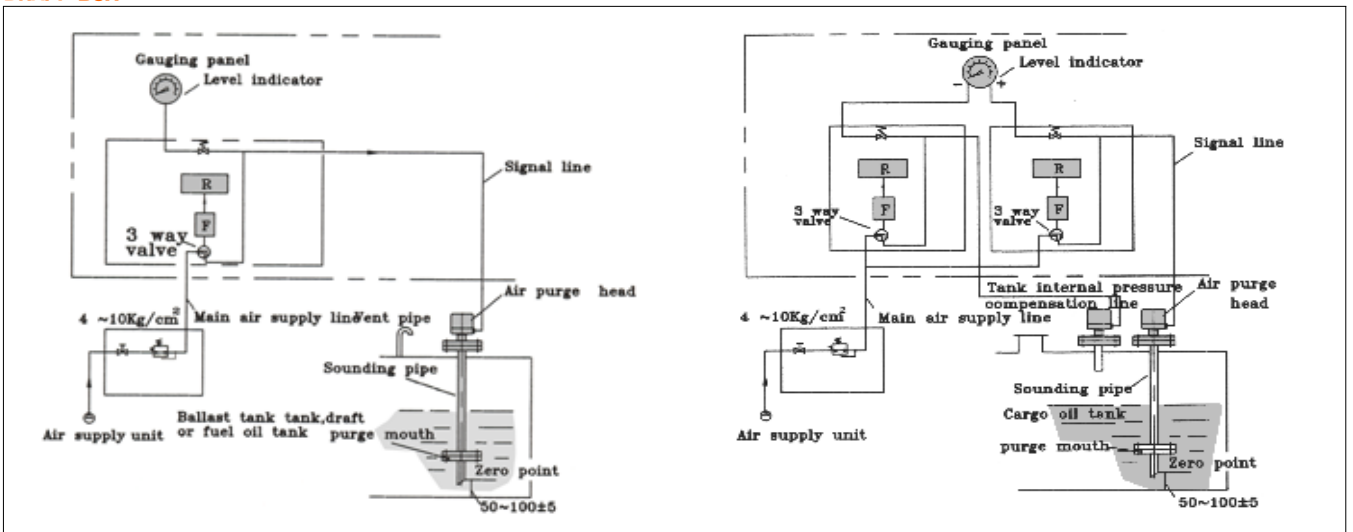 Gauging panel
Level indicator
R
F
3 way
valve
Signal line
Air purge head
4 ~10Kg/cm²
Main air supply line
Vent pipe
Sounding pipe
Ballast tank tank,draft
or fuel oil tank
purge mouth
Air supply unit
Zero point
50~100±5
Gauging panel
Level indicator
- +
R
R
F
F
3 way
valve
3 way
valve
Signal line
Tank internal pressure
compensation line
Air purge
head
4 ~10Kg/cm²
Main air supply line
Sounding pipe
Cargo oil tank
purge mouth
Air supply unit
Zero point
50~100±5